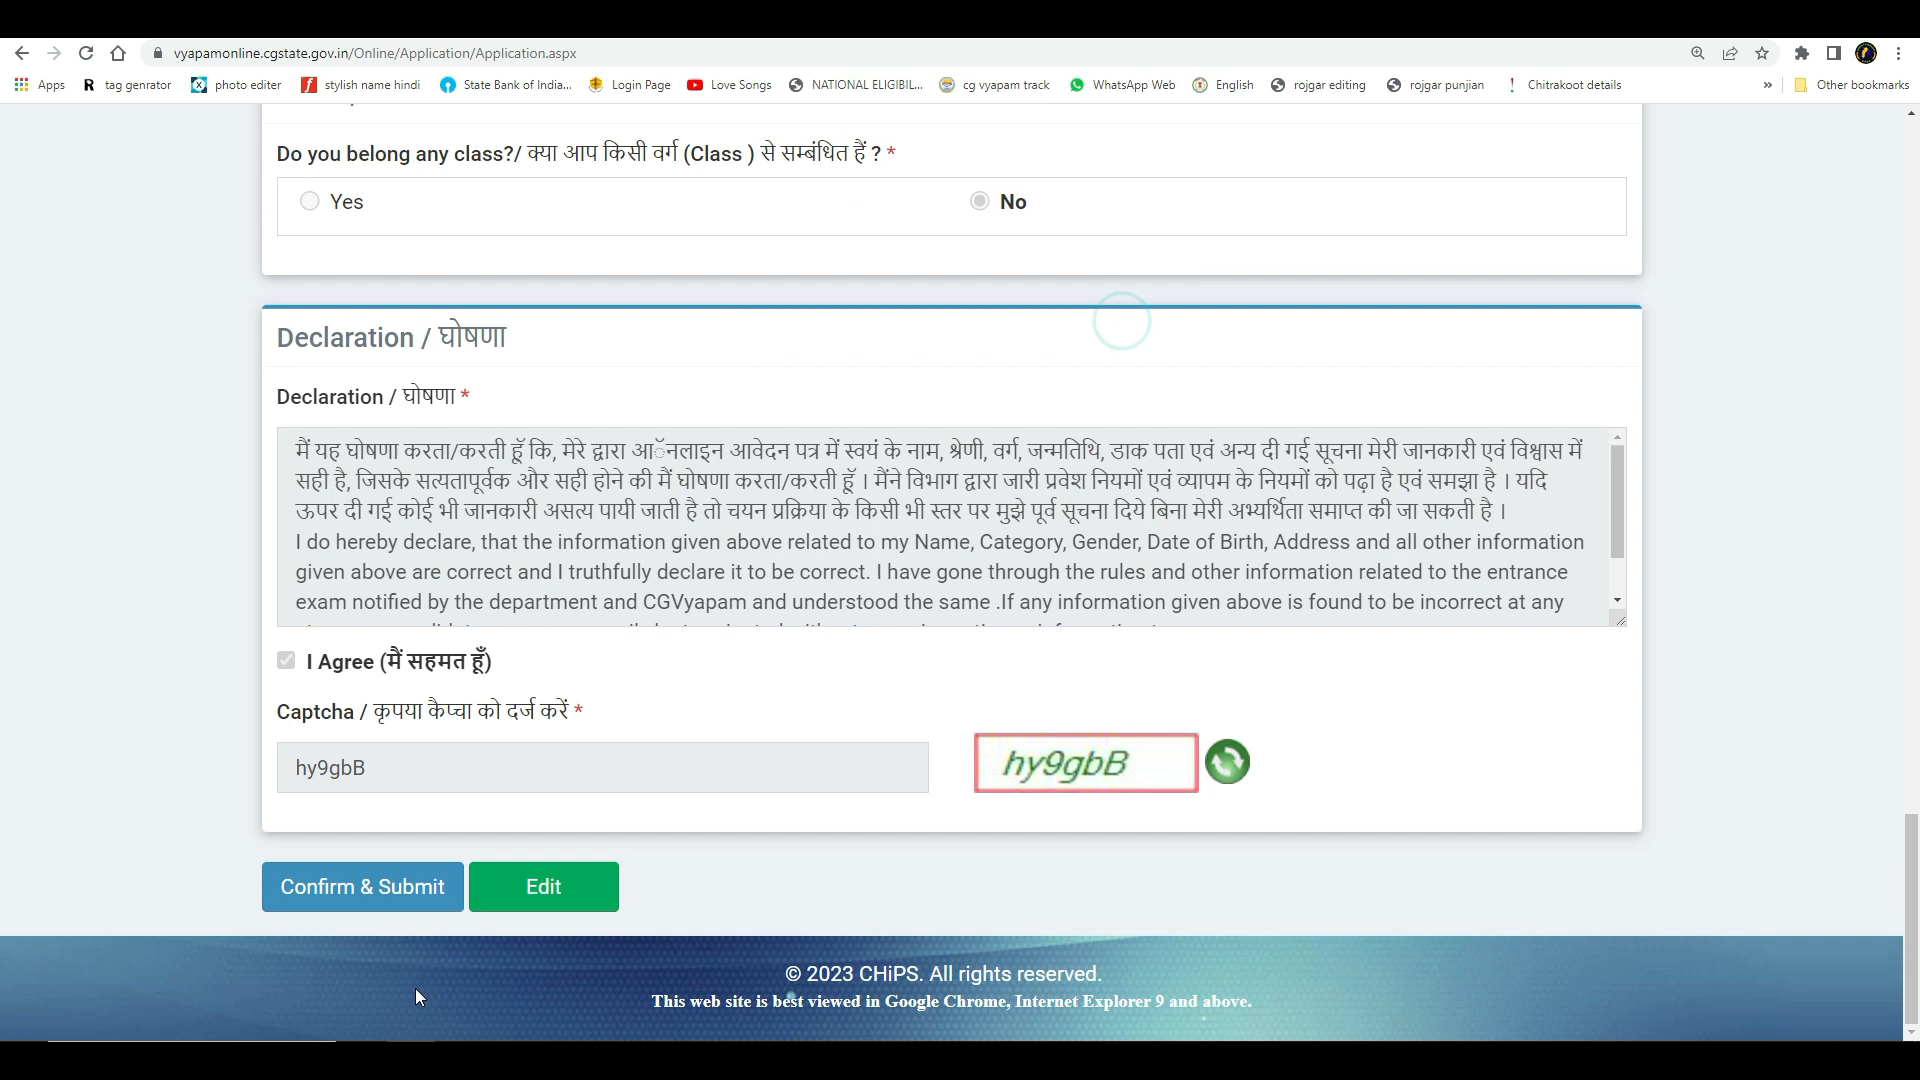 vyapamonline.cgstate.gov.in/Online/Application/Application.aspx
Apps R tag genrator photo editer stylish name hindi State Bank of India... Login Page Love Songs NATIONAL ELIGIBIL... cg vyapam track WhatsApp Web English rojgar editing rojgar punjian Chitrakoot details » Other bookmarks
Do you belong any class?/ क्या आप किसी वर्ग (Class ) से सम्बंधित हैं ? *
Yes No
Declaration / घोषणा
Declaration / घोषणा *
मैं यह घोषणा करता/करती हूॅ कि, मेरे द्वारा आॅनलाइन आवेदन पत्र में स्वयं के नाम, श्रेणी, वर्ग, जन्मतिथि, डाक पता एवं अन्य दी गई सूचना मेरी जानकारी एवं विश्वास में
सही है, जिसके सत्यतापूर्वक और सही होने की मैं घोषणा करता/करती हूॅ । मैंने विभाग द्वारा जारी प्रवेश नियमों एवं व्यापम के नियमों को पढ़ा है एवं समझा है । यदि
ऊपर दी गई कोई भी जानकारी असत्य पायी जाती है तो चयन प्रक्रिया के किसी भी स्तर पर मुझे पूर्व सूचना दिये बिना मेरी अभ्यर्थिता समाप्त की जा सकती है ।
I do hereby declare, that the information given above related to my Name, Category, Gender, Date of Birth, Address and all other information
given above are correct and I truthfully declare it to be correct. I have gone through the rules and other information related to the entrance
exam notified by the department and CGVyapam and understood the same .If any information given above is found to be incorrect at any
I Agree (मैं सहमत हूँ)
Captcha / कृपया कैप्चा को दर्ज करें *
hy9gbB hy9gbB
Confirm & Submit Edit
© 2023 CHiPS. All rights reserved.
This web site is best viewed in Google Chrome, Internet Explorer 9 and above.